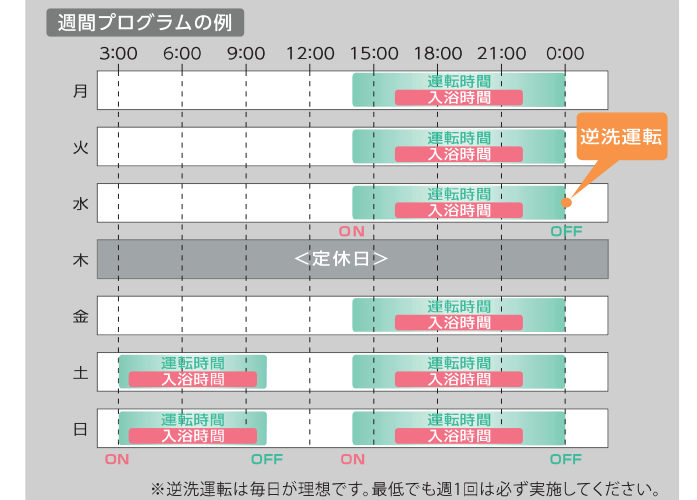 週間プログラムの例
3:00 6:00 9:00 12:00 15:00 18:00 21:00 0:00
月 運転時間
入浴時間
火 運転時間
入浴時間
逆洗運転
水 運転時間
入浴時間
ON OFF
木 <定休日>
金 運転時間
入浴時間
土 運転時間 運転時間
入浴時間 入浴時間
日 運転時間 運転時間
入浴時間 入浴時間
ON OFF ON OFF
※逆洗運転は毎日が理想です。最低でも週1回は必ず実施してください。